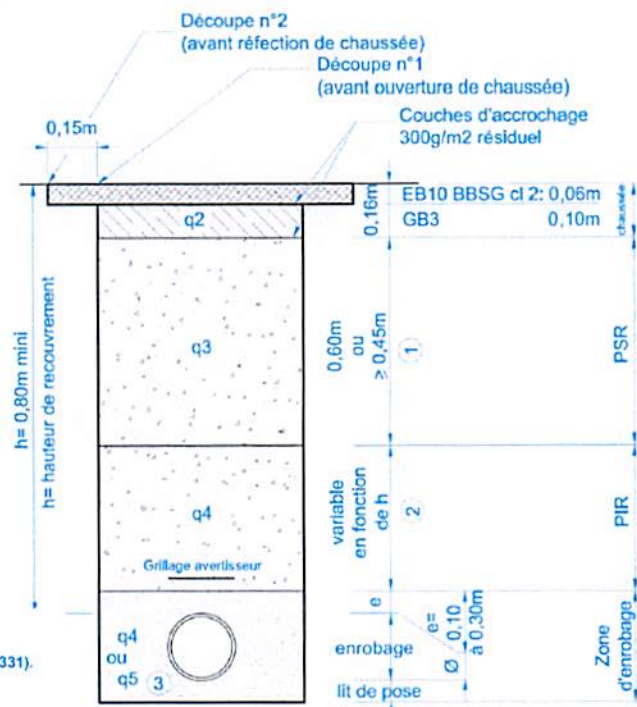 Découpe n°2
(avant réfection de chaussée)
Découpe n°1
(avant ouverture de chaussée)
Couches d'accrochage
300g/m2 résiduel
0,15m
EB10 BBSG cl 2: 0,06m
GB3 0,10m
0,16m
chaussée
q2
h= 0,80m mini
h= hauteur de recouvrement
q3
0,60m
ou
≥ 0,45m
1
PSR
q4
variable
en fonction
de h
2
PIR
Grillage avertisseur
e
e=
0,10
à 0,30m
Ø
enrobage
lit de pose
Zone
d'enrobage
q4
ou
q5
3
331).